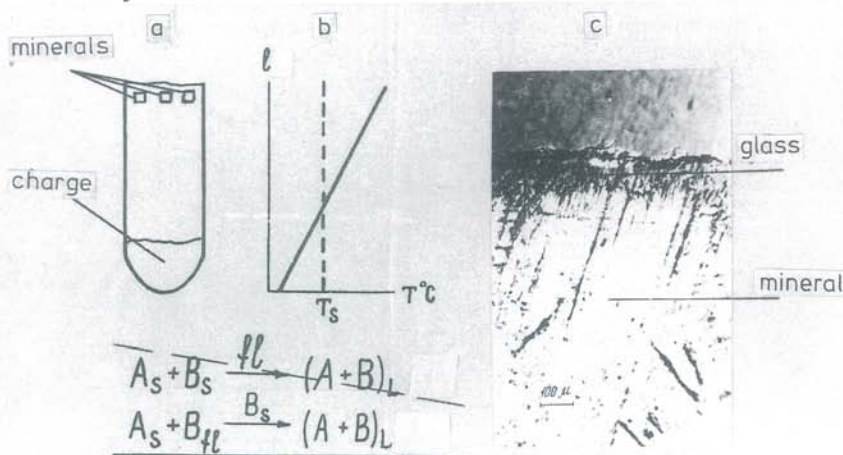 a b c
minerals
charge
l
T_S T°C
glass
mineral
100 μ
A_S + B_S —fl→ (A + B)_L
A_S + B_fl —B_S→ (A + B)_L